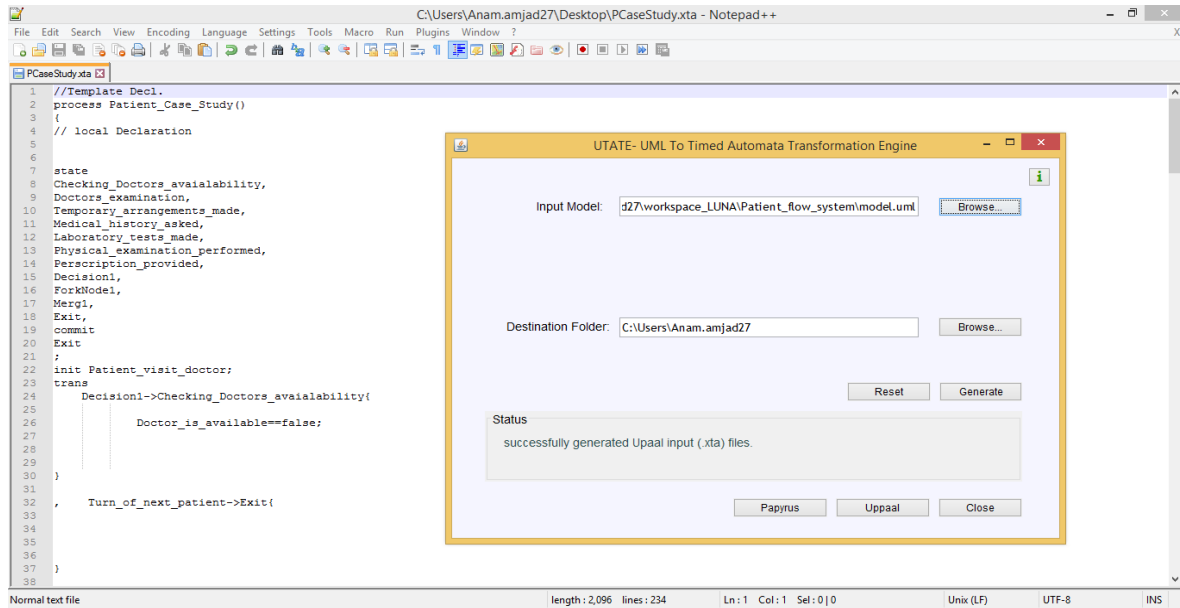 C:\Users\Anam.amjad27\Desktop\PCaseStudy.xta - Notepad++
File Edit Search View Encoding Language Settings Tools Macro Run Plugins Window ? X
PCaseStudy.xta
1 //Template Decl.
2 process Patient_Case_Study()
3 {
4 // local Declaration
5
6
7 state
8 Checking_Doctors_avaialability,
9 Doctors_examination,
10 Temporary_arrangements_made,
11 Medical_history_asked,
12 Laboratory_tests_made,
13 Physical_examination_performed,
14 Perscription_provided,
15 Decision1,
16 ForkNode1,
17 Merg1,
18 Exit,
19 commit
20 Exit
21 ;
22 init Patient_visit_doctor;
23 trans
24 Decision1->Checking_Doctors_avaialability{
25
26 Doctor_is_available==false;
27
28
29
30 }
31
32 , Turn_of_next_patient->Exit{
33
34
35
36
37 }
38
UTATE- UML To Timed Automata Transformation Engine
i
Input Model: d27\workspace_LUNA\Patient_flow_system\model.uml Browse...
Destination Folder: C:\Users\Anam.amjad27 Browse...
Reset Generate
Status
successfully generated Upaal input (.xta) files.
Papyrus Uppaal Close
Normal text file length : 2,096 lines : 234 Ln : 1 Col : 1 Sel : 0 | 0 Unix (LF) UTF-8 INS